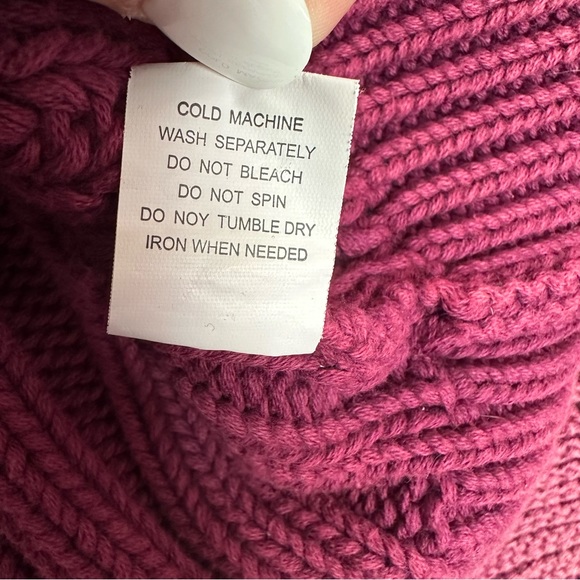 COLD MACHINE
WASH SEPARATELY
DO NOT BLEACH
DO NOT SPIN
DO NOY TUMBLE DRY
IRON WHEN NEEDED